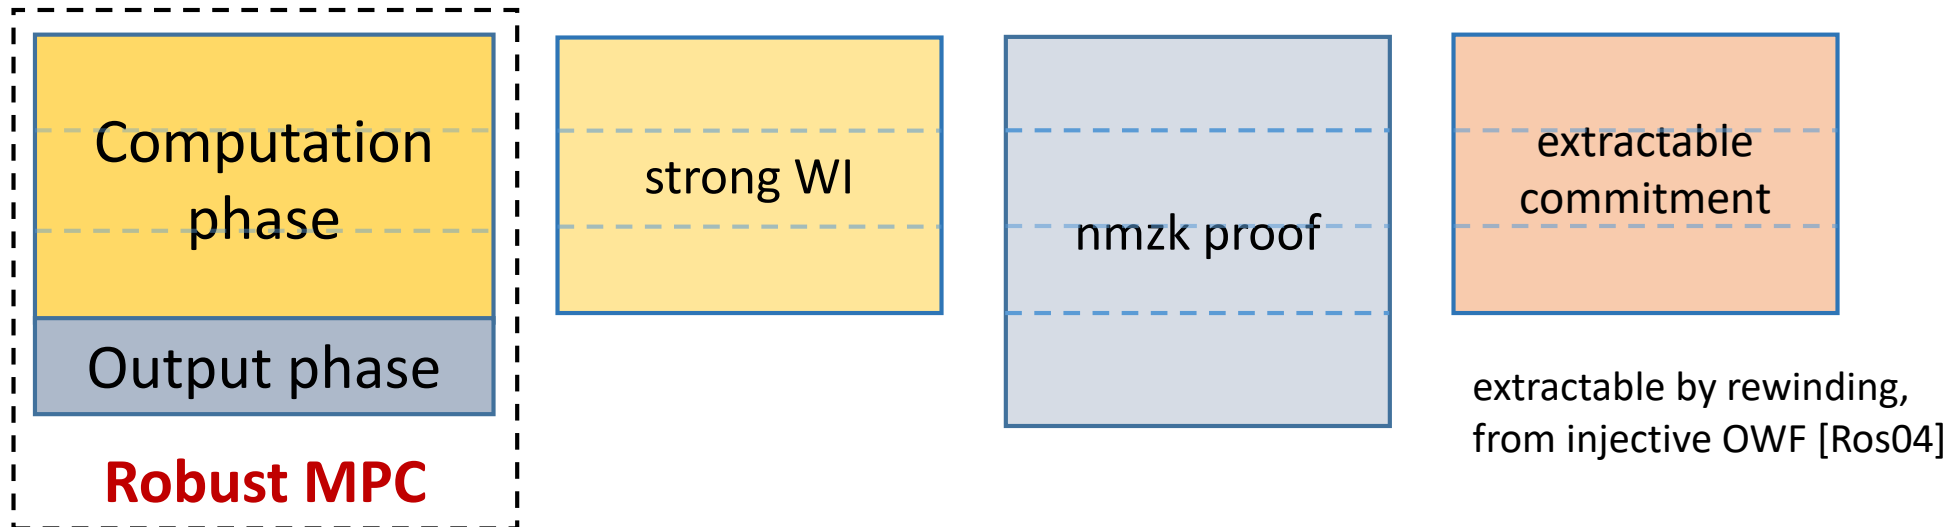 Computation
phase
Output phase
Robust MPC
strong WI
nmzk proof
extractable
commitment
extractable by rewinding,
from injective OWF [Ros04]